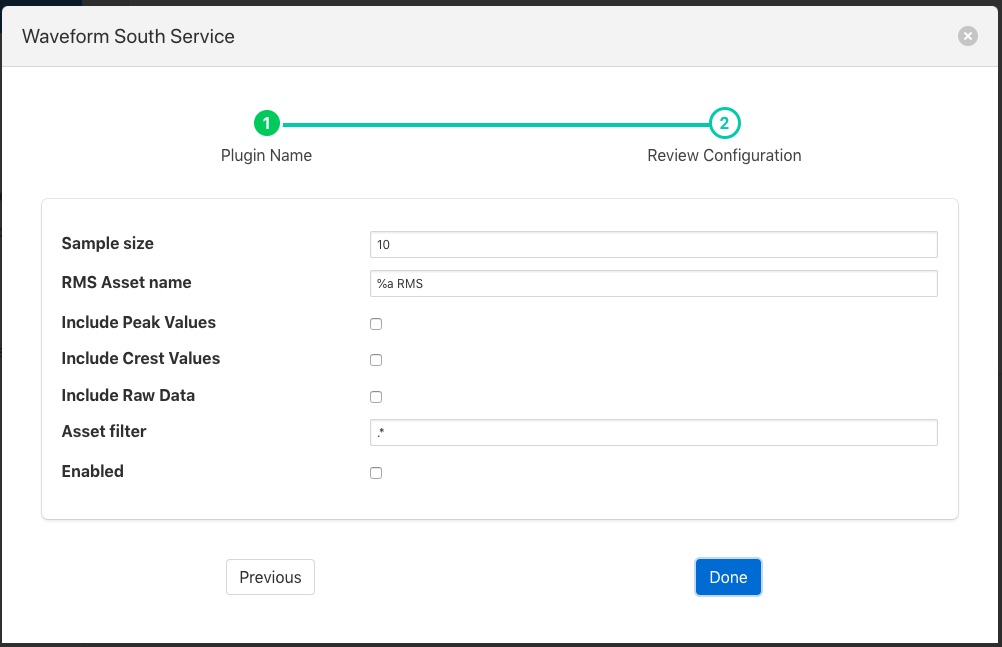 Waveform South Service
1 2
Plugin Name Review Configuration
Sample size 10
RMS Asset name %a RMS
Include Peak Values
Include Crest Values
Include Raw Data
Asset filter .*
Enabled
Previous Done